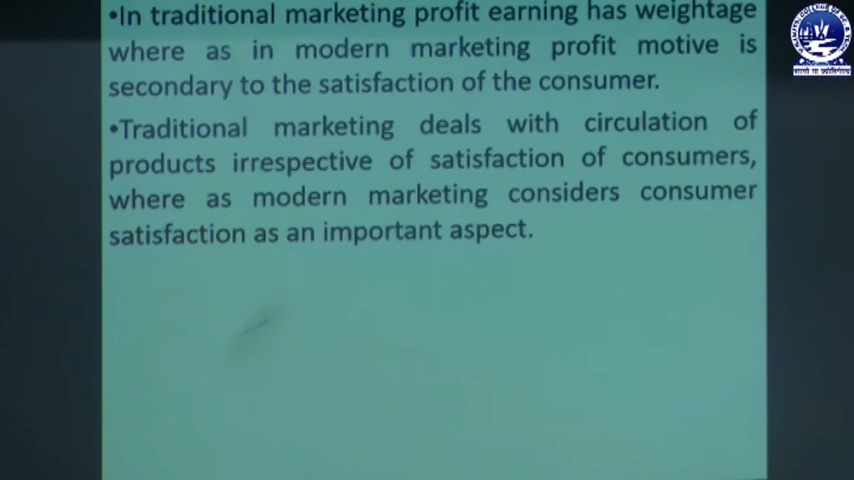 •In traditional marketing profit earning has weightage
where as in modern marketing profit motive is
secondary to the satisfaction of the consumer.
•Traditional marketing deals with circulation of
products irrespective of satisfaction of consumers,
where as modern marketing considers consumer
satisfaction as an important aspect.